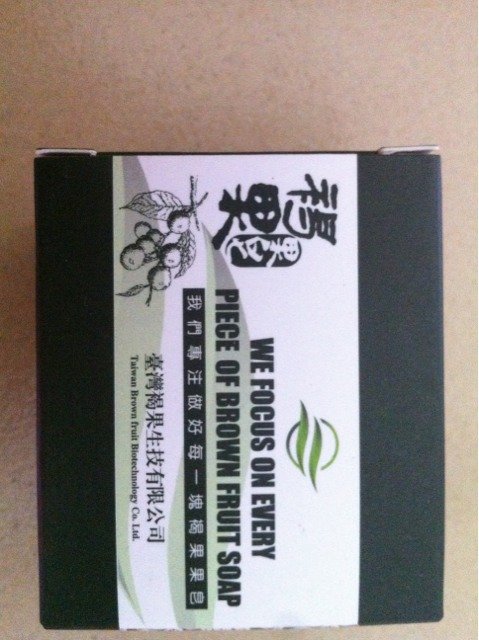 褐果
WE FOCUS ON EVERY
PIECE OF BROWN FRUIT SOAP
我們專注做好每一塊褐果果皂
臺灣褐果生技有限公司
Taiwan Brown fruit Biotechnology Co. Ltd.